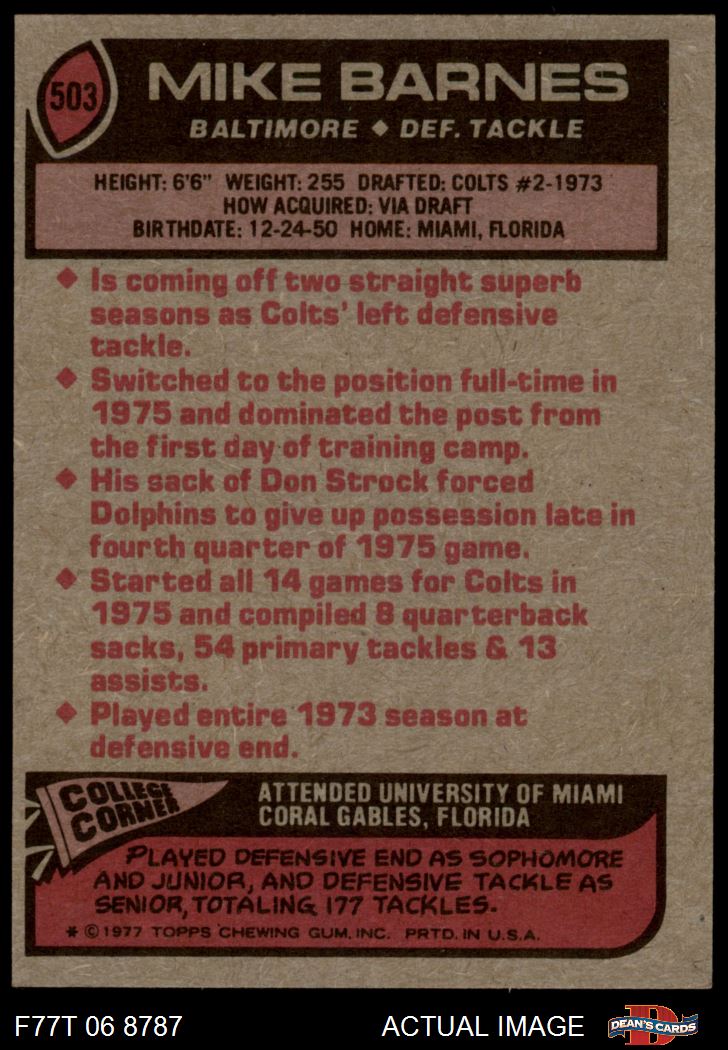 503
MIKE BARNES
BALTIMORE ◆ DEF. TACKLE
HEIGHT: 6'6" WEIGHT: 255 DRAFTED: COLTS #2-1973
HOW ACQUIRED: VIA DRAFT
BIRTHDATE: 12-24-50 HOME: MIAMI, FLORIDA
◆ Is coming off two straight superb
seasons as Colts' left defensive
tackle.
◆ Switched to the position full-time in
1975 and dominated the post from
the first day of training camp.
◆ His sack of Don Strock forced
Dolphins to give up possession late in
fourth quarter of 1975 game.
◆ Started all 14 games for Colts in
1975 and compiled 8 quarterback
sacks, 54 primary tackles & 13
assists.
◆ Played entire 1973 season at
defensive end.
COLLEGE
CORNER
ATTENDED UNIVERSITY OF MIAMI
CORAL GABLES, FLORIDA
PLAYED DEFENSIVE END AS SOPHOMORE
AND JUNIOR, AND DEFENSIVE TACKLE AS
SENIOR, TOTALING 177 TACKLES.
* © 1977 TOPPS CHEWING GUM, INC. PRTD. IN U.S.A.
F77T 06 8787
ACTUAL IMAGE
D
DEAN'S CARDS